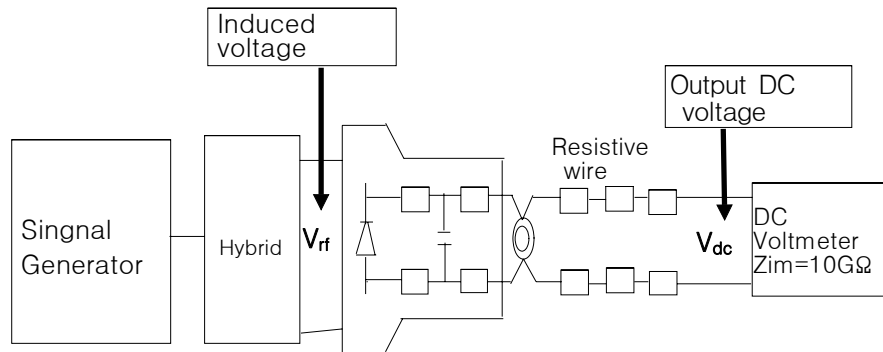 Induced
voltage
Output DC
voltage
Resistive
wire
Singnal
Generator
Hybrid
Vrf
Vdc
DC
Voltmeter
Zim=10GΩ